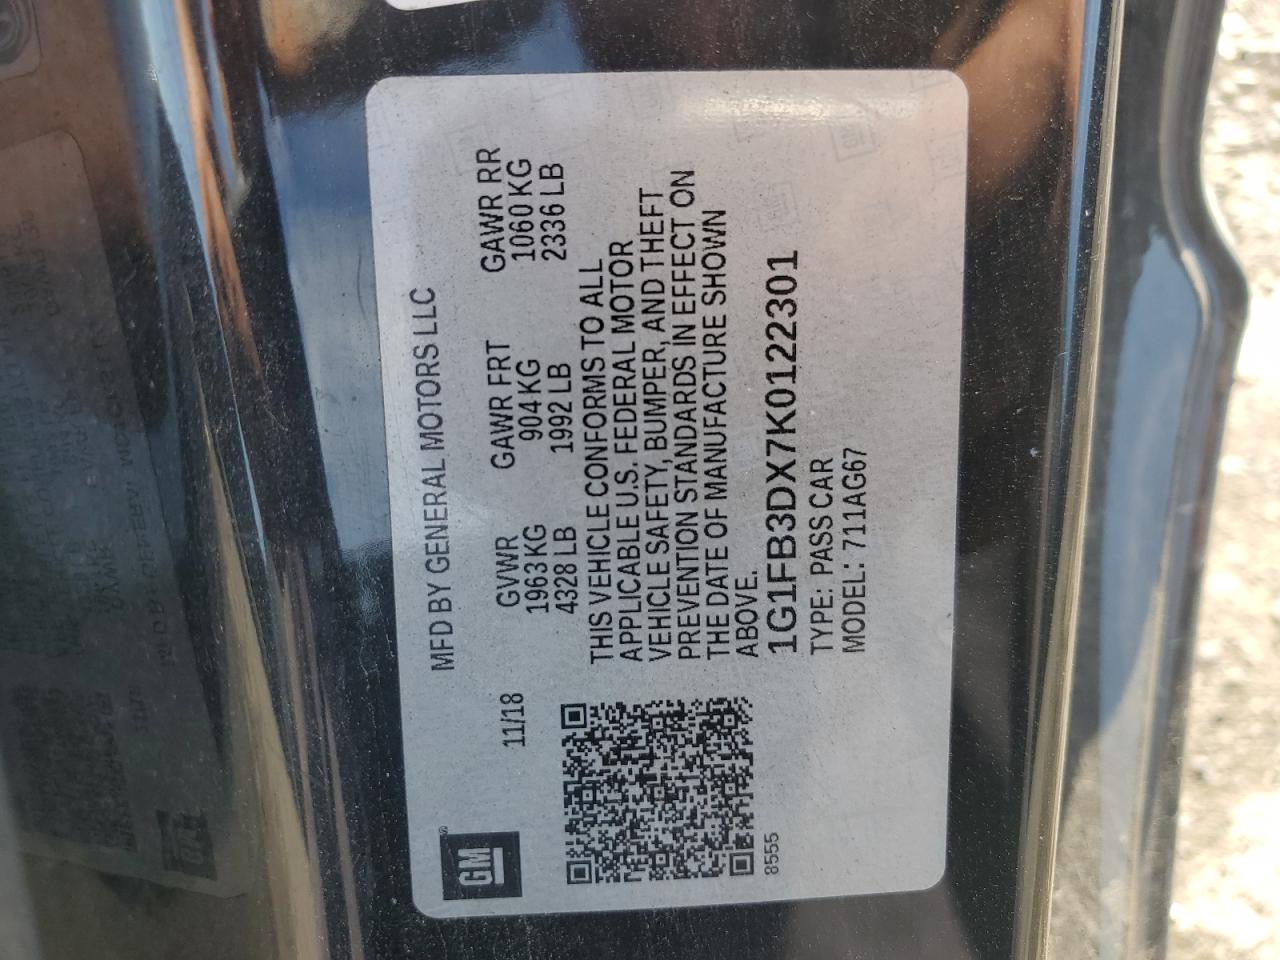 GM
11/18
MFD BY GENERAL MOTORS LLC
GVWR GAWR FRT GAWR RR
1963 KG 904 KG 1060 KG
4328 LB 1992 LB 2336 LB
THIS VEHICLE CONFORMS TO ALL
APPLICABLE U.S. FEDERAL MOTOR
VEHICLE SAFETY, BUMPER, AND THEFT
PREVENTION STANDARDS IN EFFECT ON
THE DATE OF MANUFACTURE SHOWN
ABOVE.
1G1FB3DX7K0122301
TYPE: PASS CAR
MODEL: 711AG67
8555